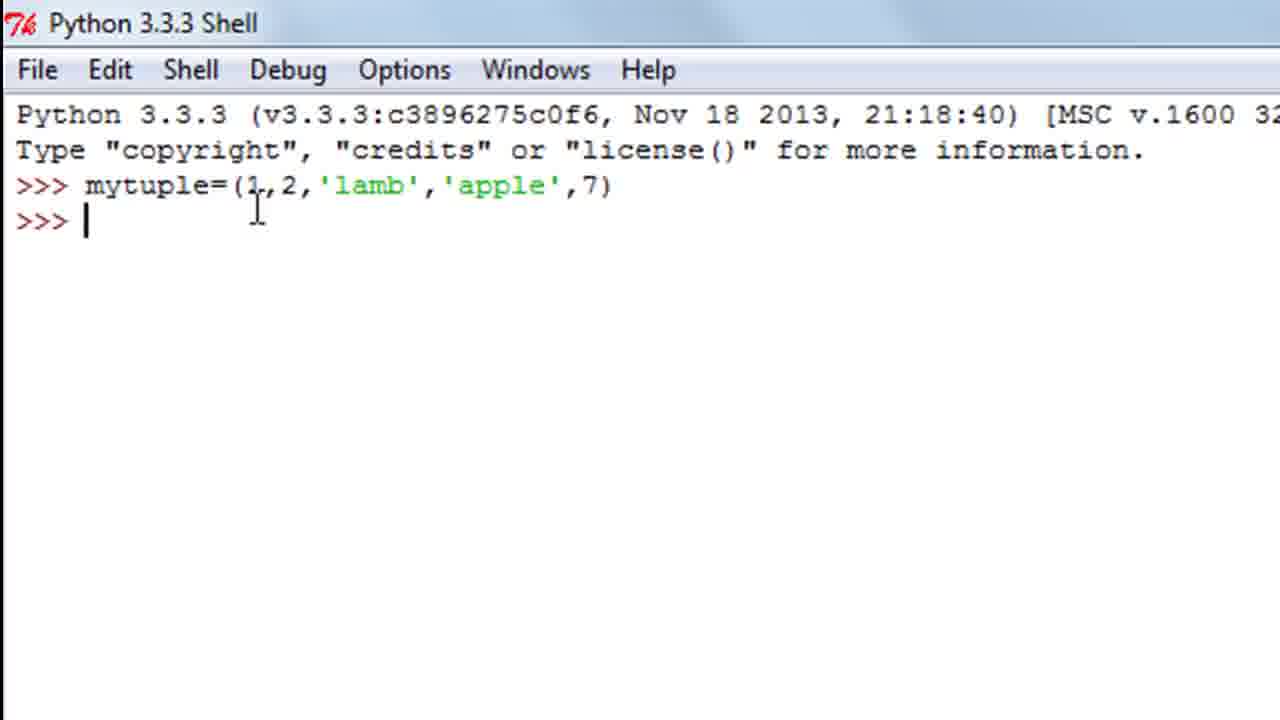 Python 3.3.3 Shell
File Edit Shell Debug Options Windows Help
Python 3.3.3 (v3.3.3:c3896275c0f6, Nov 18 2013, 21:18:40) [MSC v.1600 32
Type "copyright", "credits" or "license()" for more information.
>>> mytuple=(1,2,'lamb','apple',7)
>>>